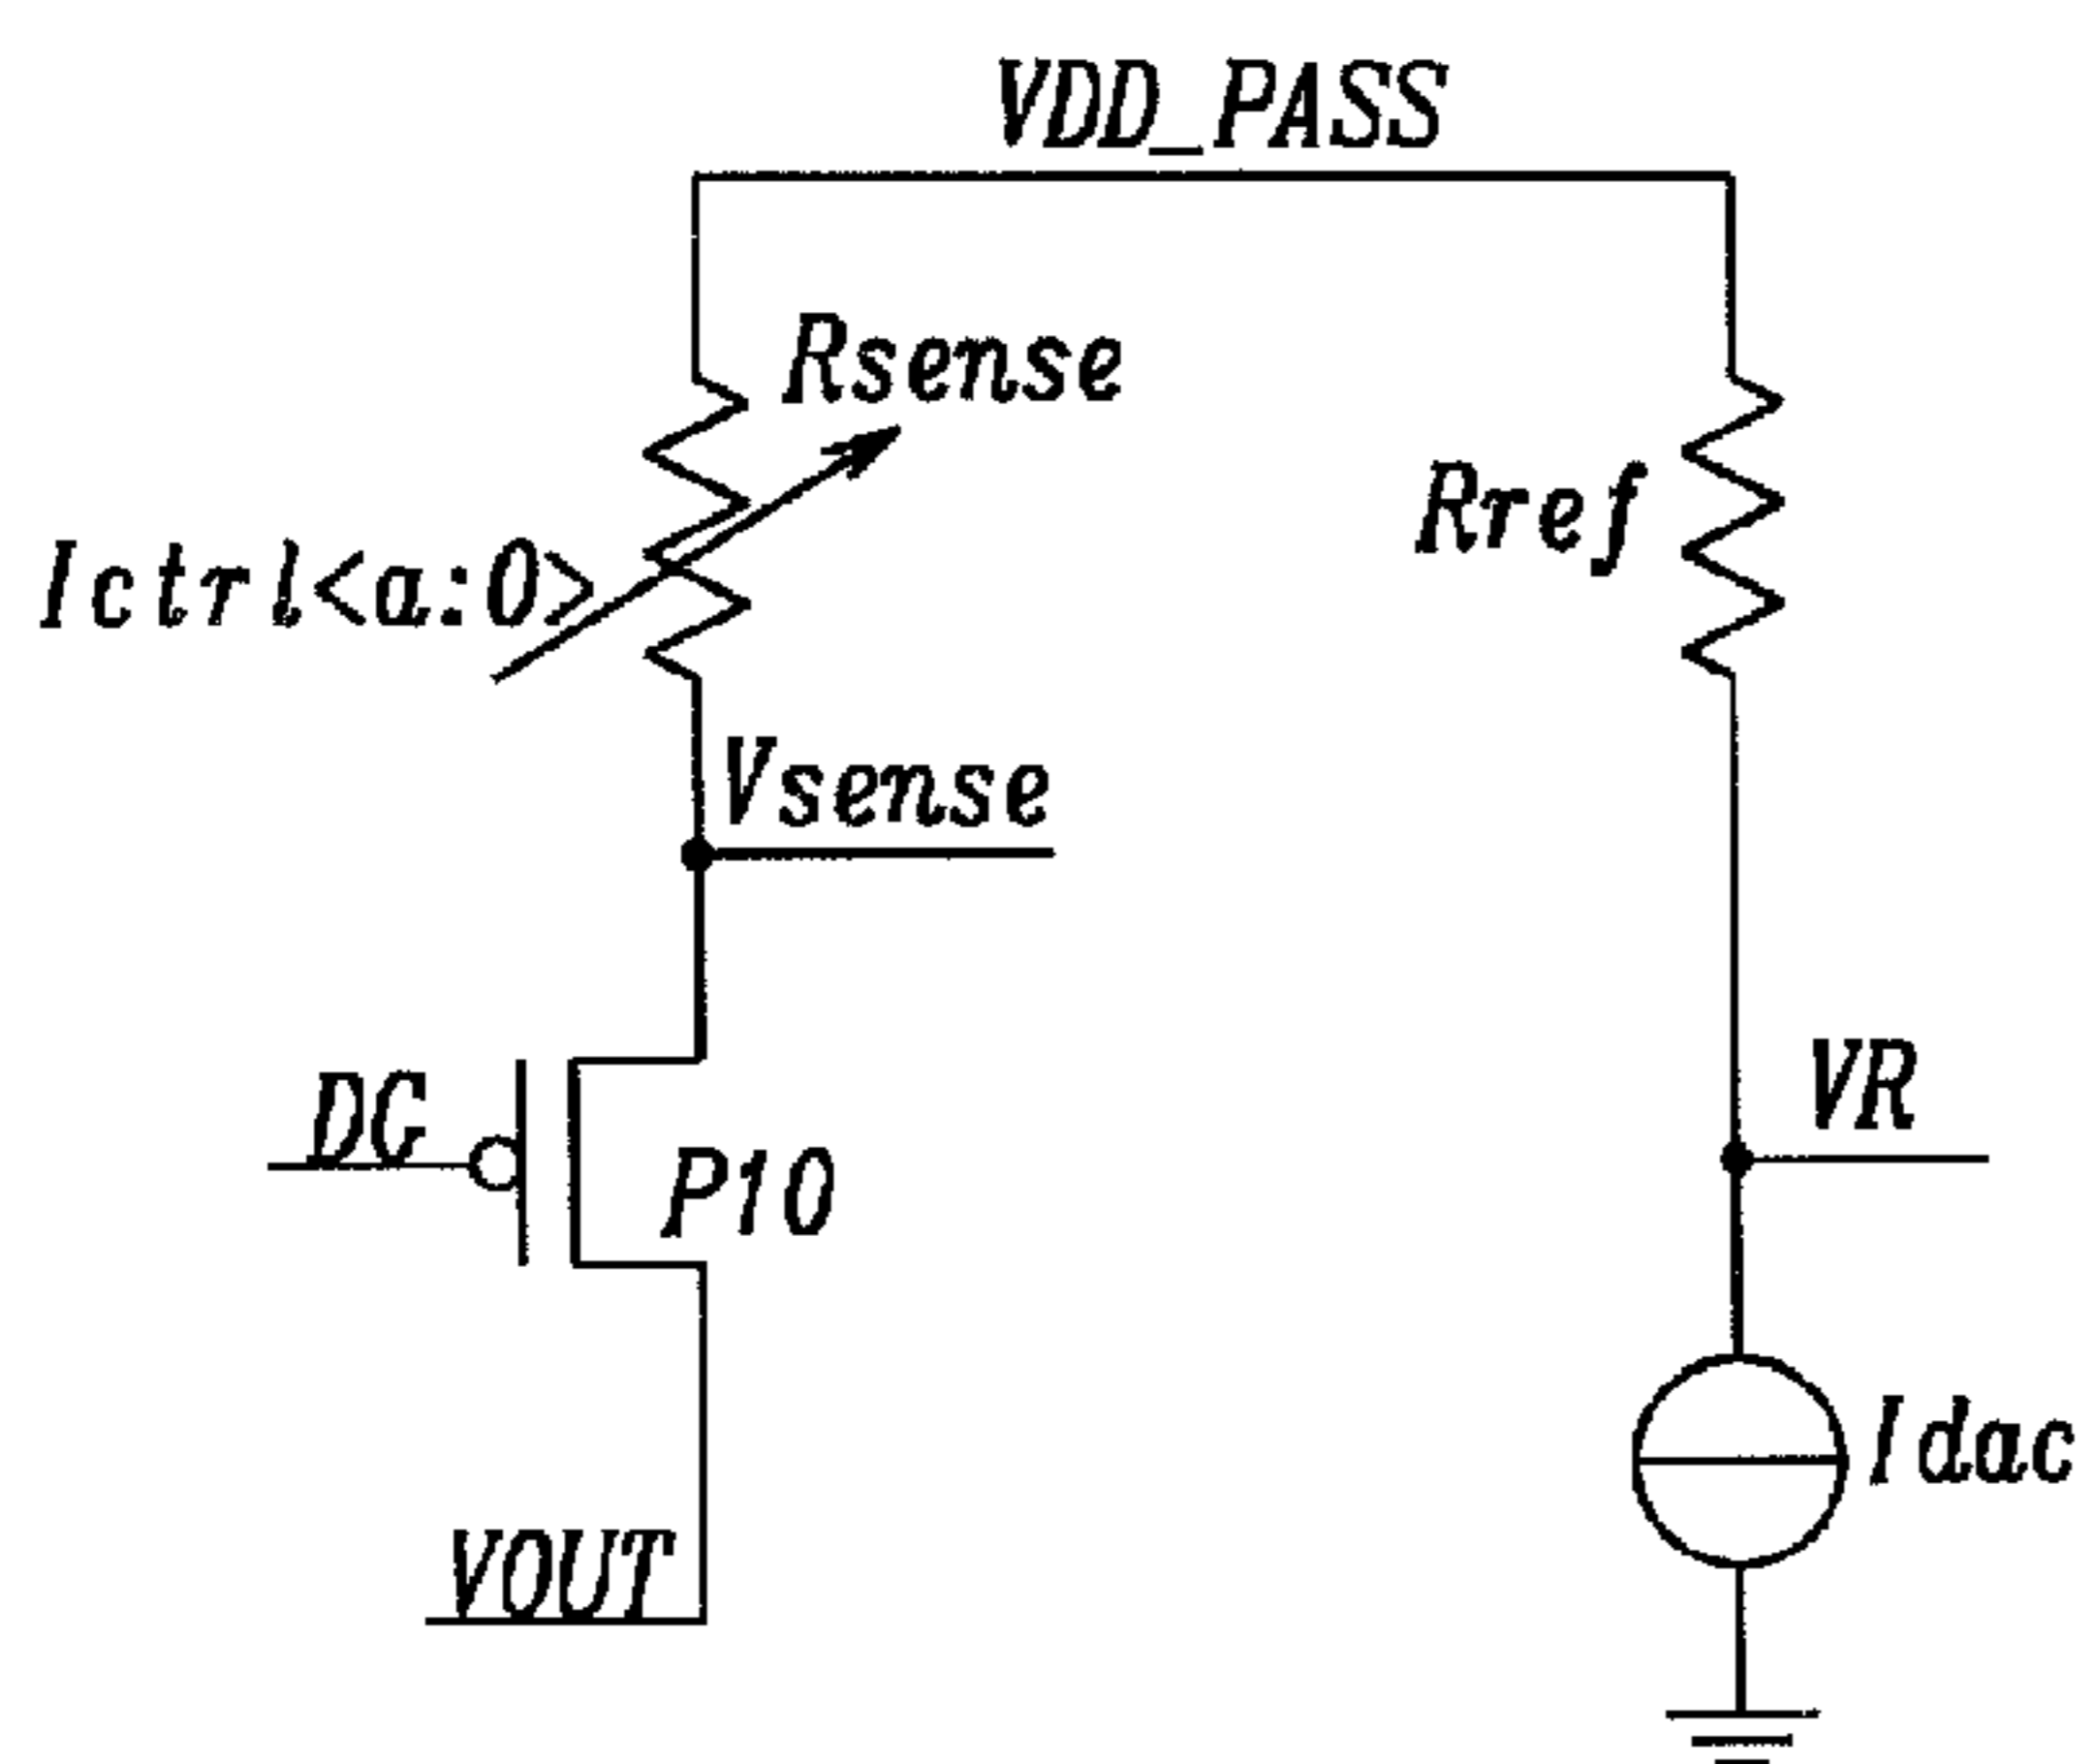 VDD_PASS
Rsense
Rref
Ictrl<a:0>
Vsense
VR
DG
P10
Idac
VOUT